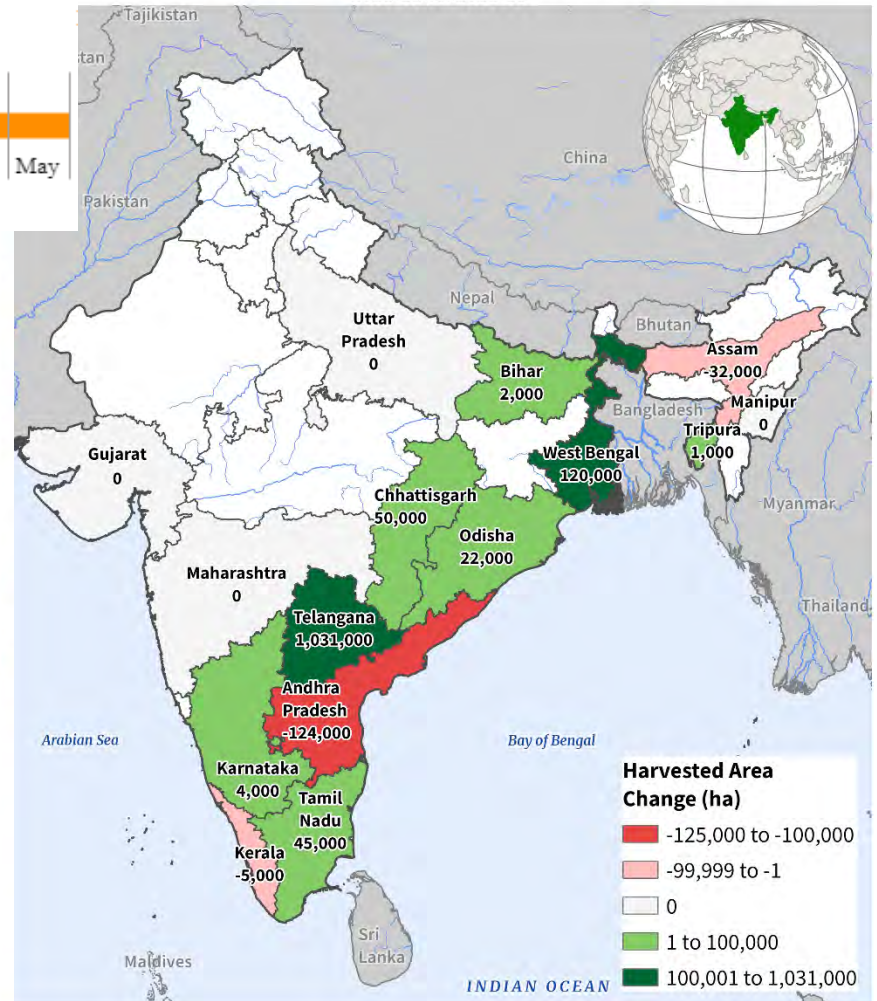 Tajikistan
stan
May
China
Pakistan
Nepal
Bhutan
Uttar
Pradesh
0
Bihar
2,000
Assam
-32,000
Manipur
0
Bangladesh
Tripura
1,000
Gujarat
0
West Bengal
120,000
Chhattisgarh
50,000
Myanmar
Odisha
22,000
Maharashtra
0
Thailand
Telangana
1,031,000
Andhra
Pradesh
-124,000
Arabian Sea
Bay of Bengal
Karnataka
4,000
Tamil
Nadu
45,000
Kerala
-5,000
Sri
Lanka
Maldives
INDIAN OCEAN
Harvested Area
Change (ha)
-125,000 to -100,000
-99,999 to -1
0
1 to 100,000
100,001 to 1,031,000